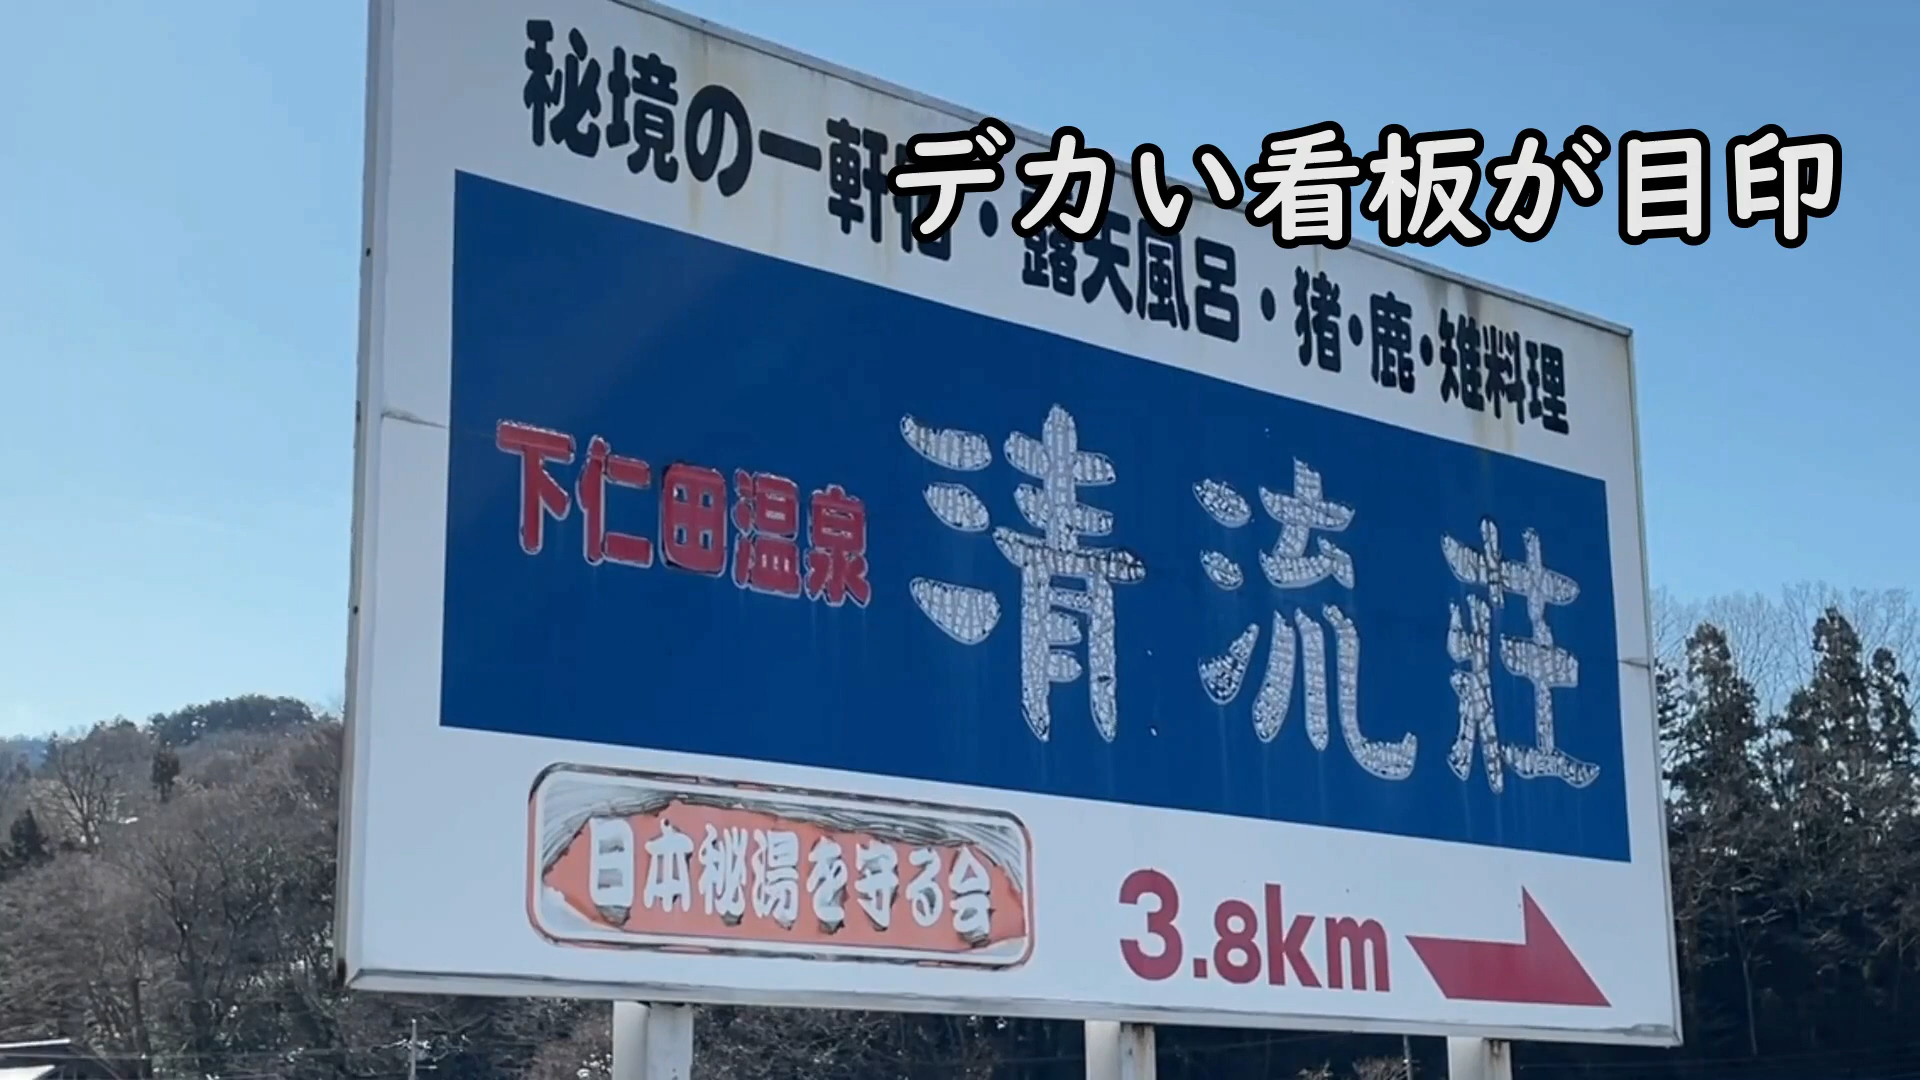 デカい看板が目印
秘境の一軒宿・露天風呂・猪・鹿・雉料理
下仁田温泉 清流荘
日本秘湯を守る会
3.8km